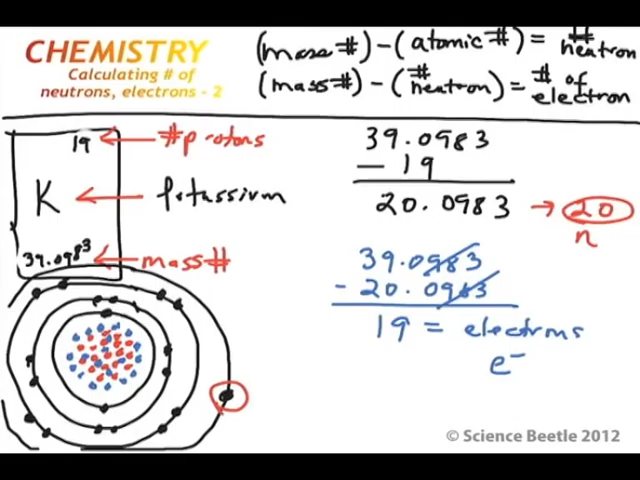 CHEMISTRY
Calculating # of
neutrons, electrons - 2
(mass #) - (atomic #) = # neutron
(mass #) - (# neutron) = # of electron
19 ← # protons
K ← Potassium
39.0983 ← mass #
39.0983
- 19
20.0983 → 20
n
39.0983
- 20.0983
19 = electrons
e-
© Science Beetle 2012